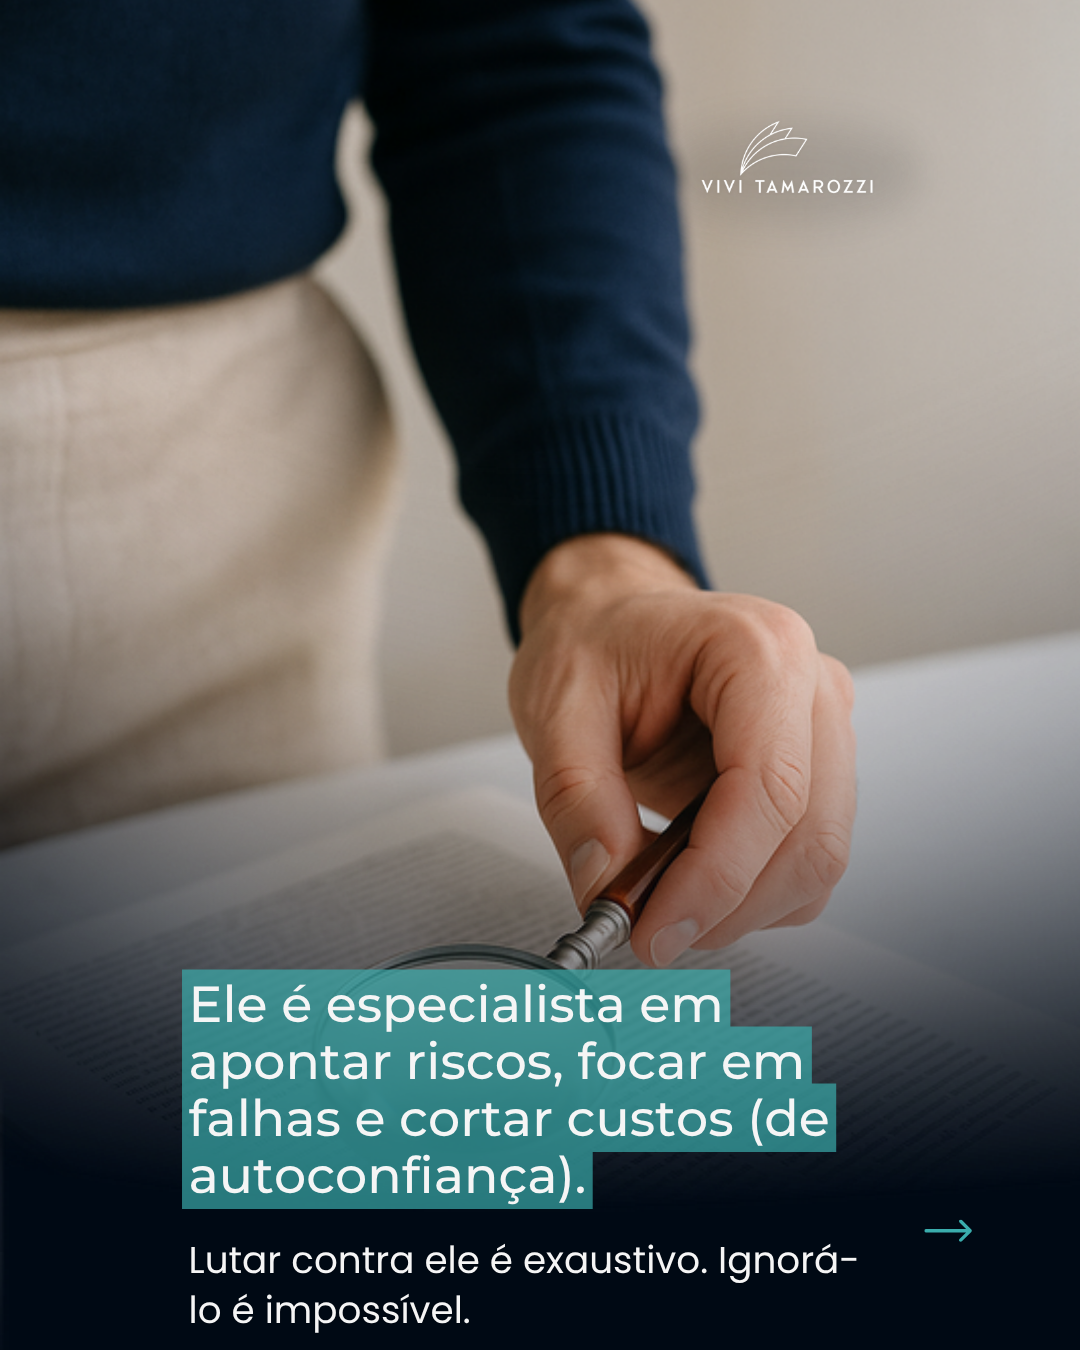 VIVI TAMAROZZI
Ele é especialista em
apontar riscos, focar em
falhas e cortar custos (de
autoconfiança).
Lutar contra ele é exaustivo. Ignorá-
lo é impossível.